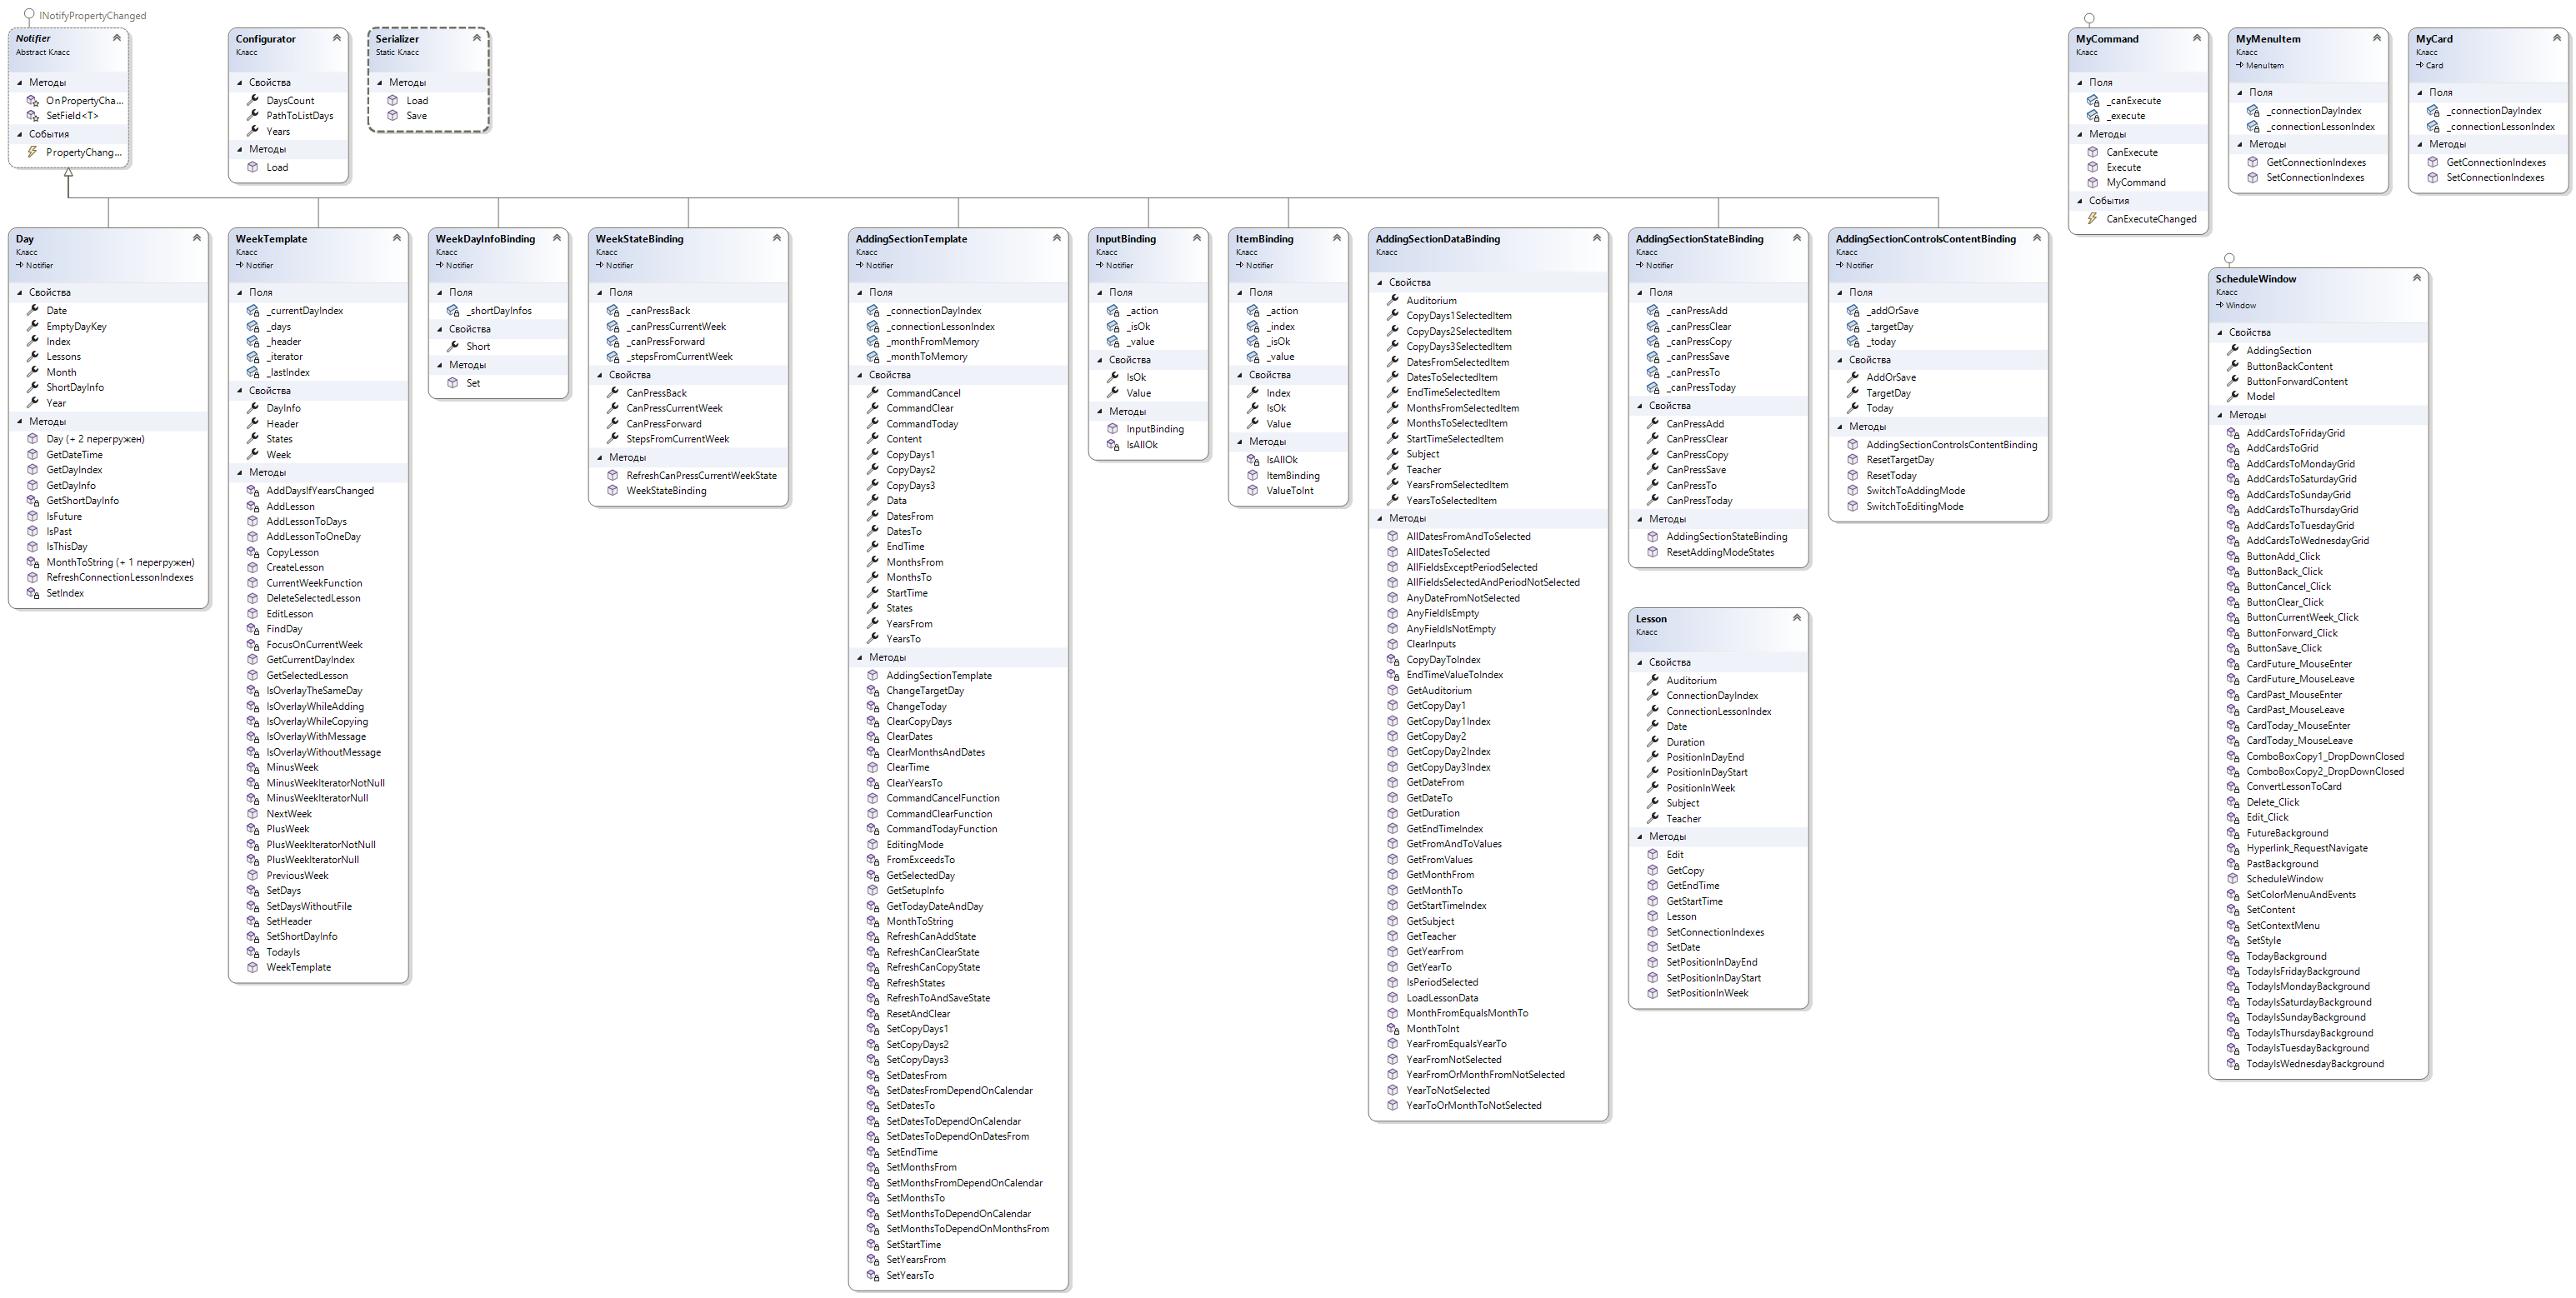 INotifyPropertyChanged
Notifier
Abstract Класс
Методы
OnPropertyCha...
SetField<T>
События
PropertyChang...
Configurator
Класс
Свойства
DaysCount
PathToListDays
Years
Методы
Load
Serializer
Static Класс
Методы
Load
Save
MyCommand
Класс
Поля
_canExecute
_execute
Методы
CanExecute
Execute
MyCommand
События
CanExecuteChanged
MyMenuItem
Класс
MenuItem
Поля
_connectionDayIndex
_connectionLessonIndex
Методы
GetConnectionIndexes
SetConnectionIndexes
MyCard
Класс
Card
Поля
_connectionDayIndex
_connectionLessonIndex
Методы
GetConnectionIndexes
SetConnectionIndexes
Day
Класс
Notifier
Свойства
Date
EmptyDayKey
Index
Lessons
Month
ShortDayInfo
Year
Методы
Day (+ 2 перегружен)
GetDateTime
GetDayIndex
GetDayInfo
GetShortDayInfo
IsFuture
IsPast
IsThisDay
MonthToString (+ 1 перегружен)
RefreshConnectionLessonIndexes
SetIndex
WeekTemplate
Класс
Notifier
Поля
_currentDayIndex
_days
_header
_iterator
_lastIndex
Свойства
DayInfo
Header
States
Week
Методы
AddDaysIfYearsChanged
AddLesson
AddLessonToDays
AddLessonToOneDay
CopyLesson
CreateLesson
CurrentWeekFunction
DeleteSelectedLesson
EditLesson
FindDay
FocusOnCurrentWeek
GetCurrentDayIndex
GetSelectedLesson
IsOverlayTheSameDay
IsOverlayWhileAdding
IsOverlayWhileCopying
IsOverlayWithMessage
IsOverlayWithoutMessage
MinusWeek
MinusWeekIteratorNotNull
MinusWeekIteratorNull
NextWeek
PlusWeek
PlusWeekIteratorNotNull
PlusWeekIteratorNull
PreviousWeek
SetDays
SetDaysWithoutFile
SetHeader
SetShortDayInfo
TodayIs
WeekTemplate
WeekDayInfoBinding
Класс
Notifier
Поля
_shortDayInfos
Свойства
Short
Методы
Set
WeekStateBinding
Класс
Notifier
Поля
_canPressBack
_canPressCurrentWeek
_canPressForward
_stepsFromCurrentWeek
Свойства
CanPressBack
CanPressCurrentWeek
CanPressForward
StepsFromCurrentWeek
Методы
RefreshCanPressCurrentWeekState
WeekStateBinding
AddingSectionTemplate
Класс
Notifier
Поля
_connectionDayIndex
_connectionLessonIndex
_monthFromMemory
_monthToMemory
Свойства
CommandCancel
CommandClear
CommandToday
Content
CopyDays1
CopyDays2
CopyDays3
Data
DatesFrom
DatesTo
EndTime
MonthsFrom
MonthsTo
StartTime
States
YearsFrom
YearsTo
Методы
AddingSectionTemplate
ChangeTargetDay
ChangeToday
ClearCopyDays
ClearDates
ClearMonthsAndDates
ClearTime
ClearYearsTo
CommandCancelFunction
CommandClearFunction
CommandTodayFunction
EditingMode
FromExceedsTo
GetSelectedDay
GetSetupInfo
GetTodayDateAndDay
MonthToString
RefreshCanAddState
RefreshCanClearState
RefreshCanCopyState
RefreshStates
RefreshToAndSaveState
ResetAndClear
SetCopyDays1
SetCopyDays2
SetCopyDays3
SetDatesFrom
SetDatesFromDependOnCalendar
SetDatesTo
SetDatesToDependOnCalendar
SetDatesToDependOnDatesFrom
SetEndTime
SetMonthsFrom
SetMonthsFromDependOnCalendar
SetMonthsTo
SetMonthsToDependOnCalendar
SetMonthsToDependOnMonthsFrom
SetStartTime
SetYearsFrom
SetYearsTo
InputBinding
Класс
Notifier
Поля
_action
_isOk
_value
Свойства
IsOk
Value
Методы
InputBinding
IsAllOk
ItemBinding
Класс
Notifier
Поля
_action
_index
_isOk
_value
Свойства
Index
IsOk
Value
Методы
IsAllOk
ItemBinding
ValueToInt
AddingSectionDataBinding
Класс
Свойства
Auditorium
CopyDays1SelectedItem
CopyDays2SelectedItem
CopyDays3SelectedItem
DatesFromSelectedItem
DatesToSelectedItem
EndTimeSelectedItem
MonthsFromSelectedItem
MonthsToSelectedItem
StartTimeSelectedItem
Subject
Teacher
YearsFromSelectedItem
YearsToSelectedItem
Методы
AllDatesFromAndToSelected
AllDatesToSelected
AllFieldsExceptPeriodSelected
AllFieldsSelectedAndPeriodNotSelected
AnyDateFromNotSelected
AnyFieldIsEmpty
AnyFieldIsNotEmpty
ClearInputs
CopyDayToIndex
EndTimeValueToIndex
GetAuditorium
GetCopyDay1
GetCopyDay1Index
GetCopyDay2
GetCopyDay2Index
GetCopyDay3Index
GetDateFrom
GetDateTo
GetDuration
GetEndTimeIndex
GetFromAndToValues
GetFromValues
GetMonthFrom
GetMonthTo
GetStartTimeIndex
GetSubject
GetTeacher
GetYearFrom
GetYearTo
IsPeriodSelected
LoadLessonData
MonthFromEqualsMonthTo
MonthToInt
YearFromEqualsYearTo
YearFromNotSelected
YearFromOrMonthFromNotSelected
YearToNotSelected
YearToOrMonthToNotSelected
AddingSectionStateBinding
Класс
Notifier
Поля
_canPressAdd
_canPressClear
_canPressCopy
_canPressSave
_canPressTo
_canPressToday
Свойства
CanPressAdd
CanPressClear
CanPressCopy
CanPressSave
CanPressTo
CanPressToday
Методы
AddingSectionStateBinding
ResetAddingModeStates
Lesson
Класс
Свойства
Auditorium
ConnectionDayIndex
ConnectionLessonIndex
Date
Duration
PositionInDayEnd
PositionInDayStart
PositionInWeek
Subject
Teacher
Методы
Edit
GetCopy
GetEndTime
GetStartTime
Lesson
SetConnectionIndexes
SetDate
SetPositionInDayEnd
SetPositionInDayStart
SetPositionInWeek
AddingSectionControlsContentBinding
Класс
Notifier
Поля
_addOrSave
_targetDay
_today
Свойства
AddOrSave
TargetDay
Today
Методы
AddingSectionControlsContentBinding
ResetTargetDay
ResetToday
SwitchToAddingMode
SwitchToEditingMode
ScheduleWindow
Класс
Window
Свойства
AddingSection
ButtonBackContent
ButtonForwardContent
Model
Методы
AddCardsToFridayGrid
AddCardsToGrid
AddCardsToMondayGrid
AddCardsToSaturdayGrid
AddCardsToSundayGrid
AddCardsToThursdayGrid
AddCardsToTuesdayGrid
AddCardsToWednesdayGrid
ButtonAdd_Click
ButtonBack_Click
ButtonCancel_Click
ButtonClear_Click
ButtonCurrentWeek_Click
ButtonForward_Click
ButtonSave_Click
CardFuture_MouseEnter
CardFuture_MouseLeave
CardPast_MouseEnter
CardPast_MouseLeave
CardToday_MouseEnter
CardToday_MouseLeave
ComboBoxCopy1_DropDownClosed
ComboBoxCopy2_DropDownClosed
ConvertLessonToCard
Delete_Click
Edit_Click
FutureBackground
Hyperlink_RequestNavigate
PastBackground
ScheduleWindow
SetColorMenuAndEvents
SetContent
SetContextMenu
SetStyle
TodayBackground
TodayIsFridayBackground
TodayIsMondayBackground
TodayIsSaturdayBackground
TodayIsSundayBackground
TodayIsThursdayBackground
TodayIsTuesdayBackground
TodayIsWednesdayBackground